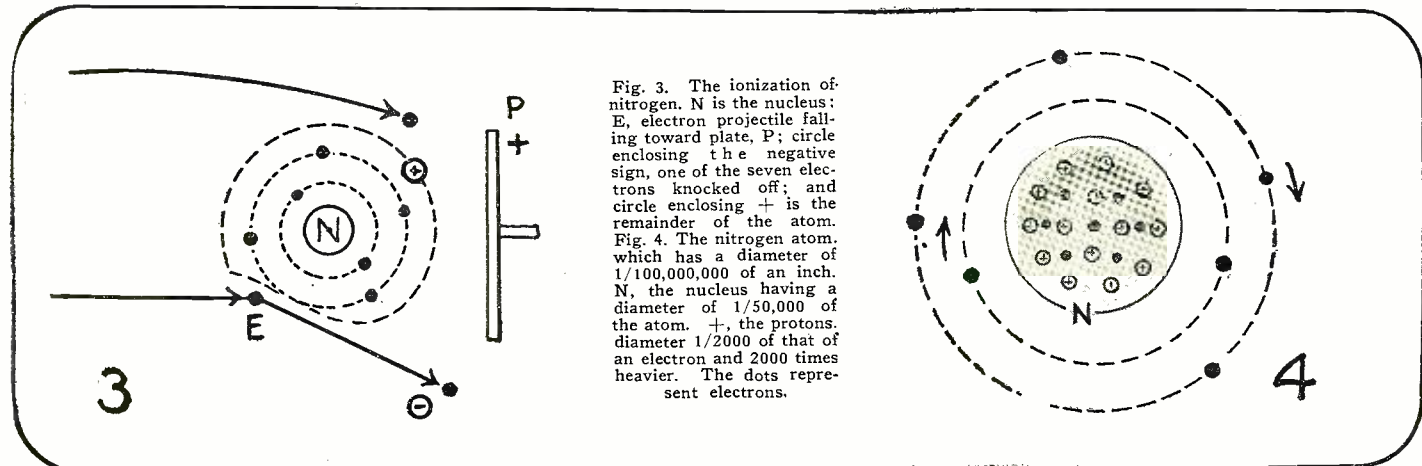 P
+
+
N
E
−
3
Fig. 3. The ionization of
nitrogen. N is the nucleus:
E, electron projectile fall-
ing toward plate, P; circle
enclosing the negative
sign, one of the seven elec-
trons knocked off; and
circle enclosing + is the
remainder of the atom.
Fig. 4. The nitrogen atom.
which has a diameter of
1/100,000,000 of an inch.
N, the nucleus having a
diameter of 1/50,000 of
the atom. +, the protons.
diameter 1/2000 of that of
an electron and 2000 times
heavier. The dots repre-
sent electrons.
N
4